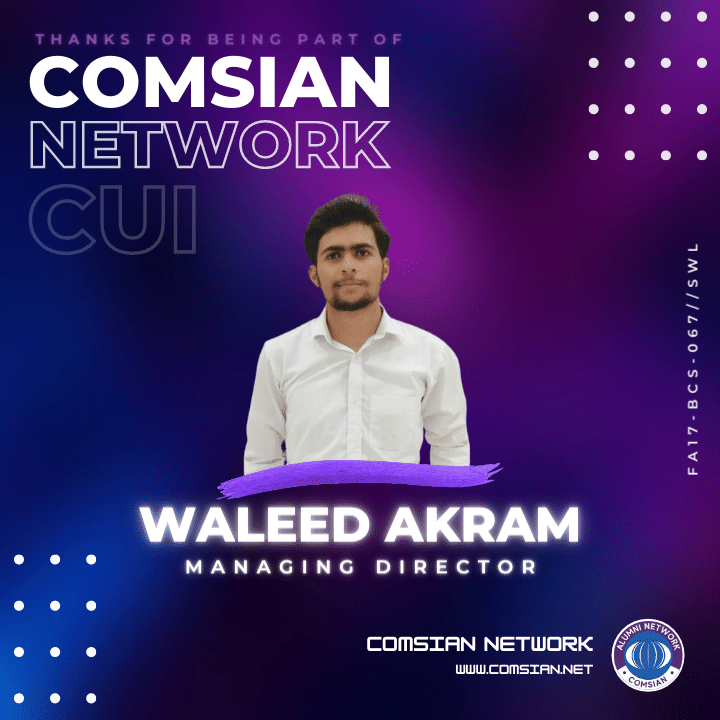 THANKS FOR BEING PART OF
COMSIAN
NETWORK
CUI
FA17-BCS-067//SWL
WALEED AKRAM
MANAGING DIRECTOR
COMSIAN NETWORK
WWW.COMSIAN.NET
ALUMNI NETWORK
COMSIAN